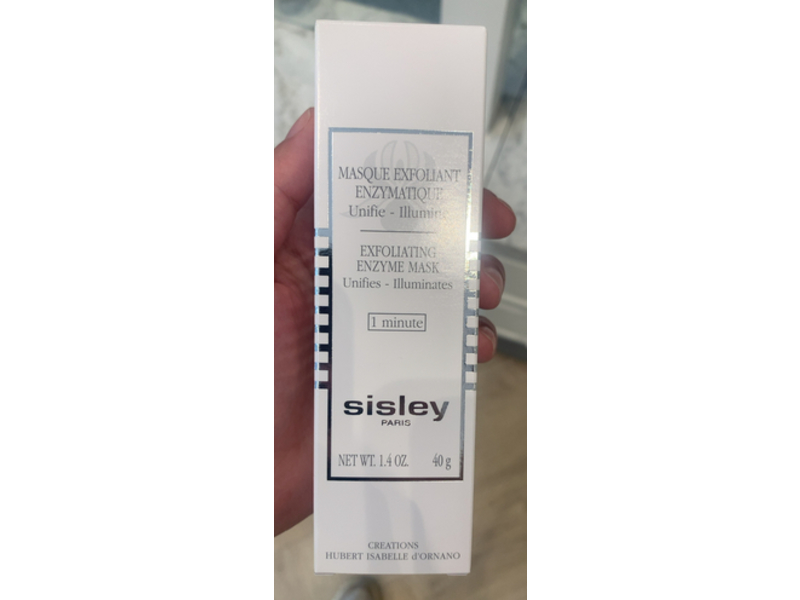 MASQUE EXFOLIANT
ENZYMATIQUE
Unifie - Illumine
EXFOLIATING
ENZYME MASK
Unifies - Illuminates
1 minute
sisley
PARIS
NET WT. 1.4 OZ. 40 g
CREATIONS
HUBERT ISABELLE d'ORNANO